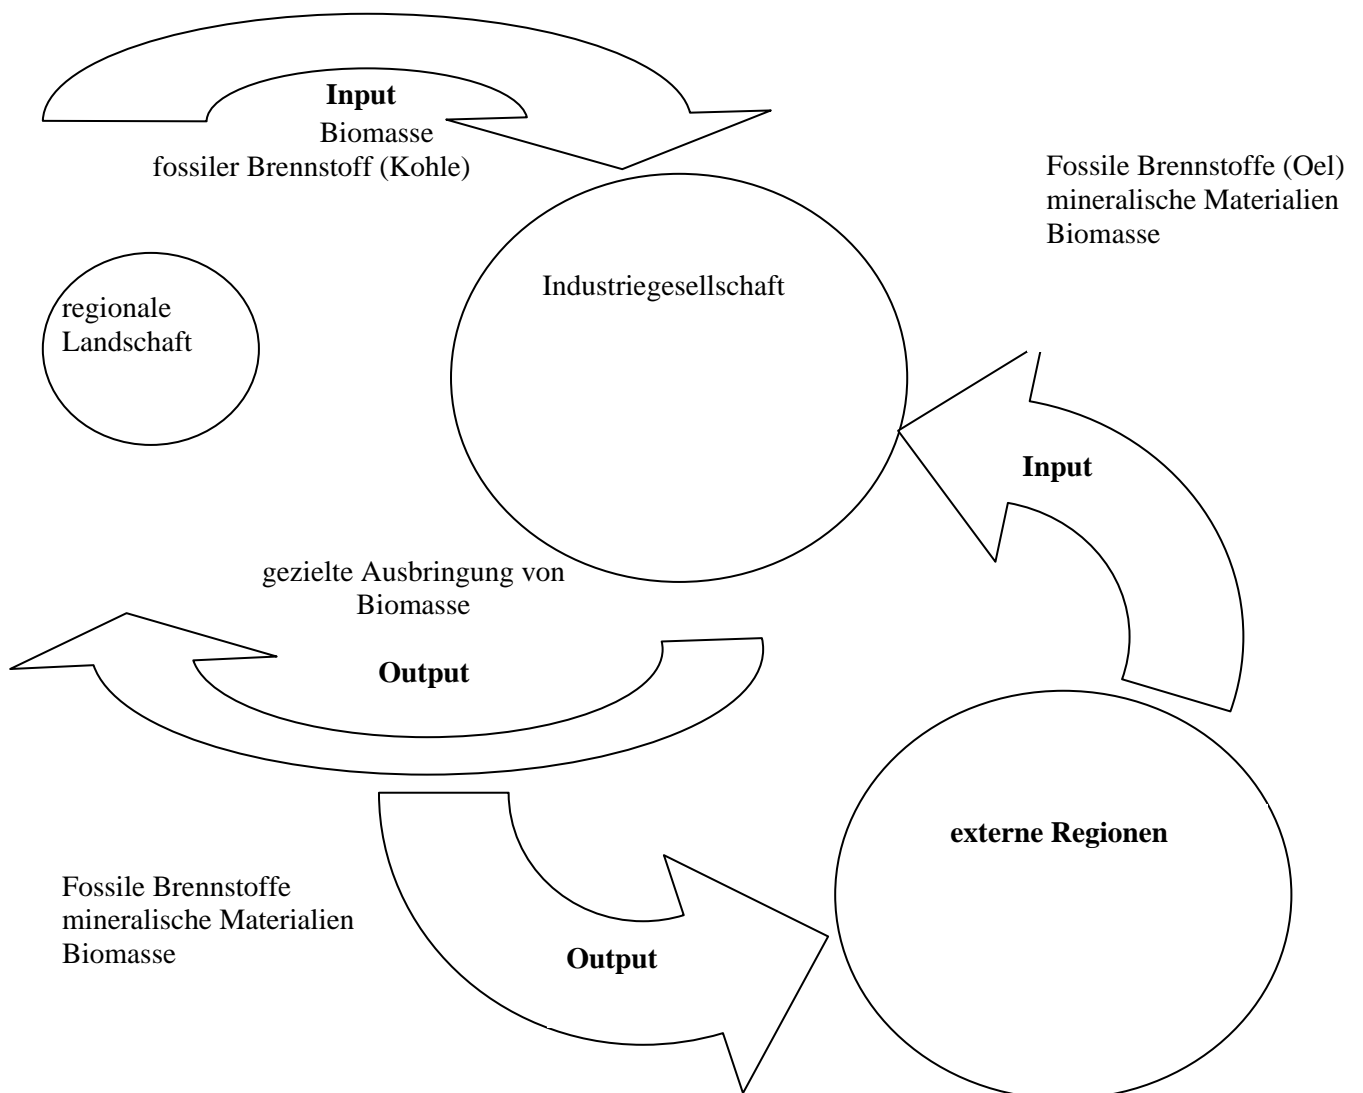 Input
Biomasse
fossiler Brennstoff (Kohle)
Fossile Brennstoffe (Oel)
mineralische Materialien
Biomasse
regionale
Landschaft
Industriegesellschaft
Input
gezielte Ausbringung von
Biomasse
Output
externe Regionen
Fossile Brennstoffe
mineralische Materialien
Biomasse
Output